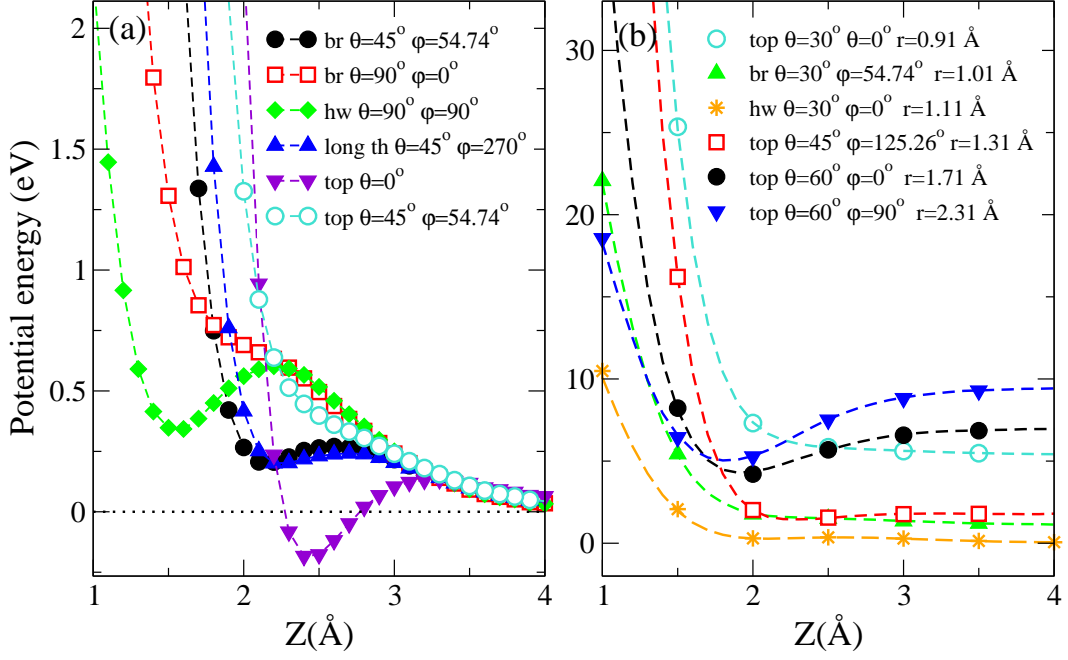 (a)
br θ=45° φ=54.74°
br θ=90° φ=0°
hw θ=90° φ=90°
long th θ=45° φ=270°
top θ=0°
top θ=45° φ=54.74°
Potential energy (eV)
2
1.5
1
0.5
0
1 2 3 4
Z(Å)
(b)
top θ=30° θ=0° r=0.91 Å
br θ=30° φ=54.74° r=1.01 Å
hw θ=30° φ=0° r=1.11 Å
top θ=45° φ=125.26° r=1.31 Å
top θ=60° φ=0° r=1.71 Å
top θ=60° φ=90° r=2.31 Å
30
20
10
0
1 2 3 4
Z(Å)